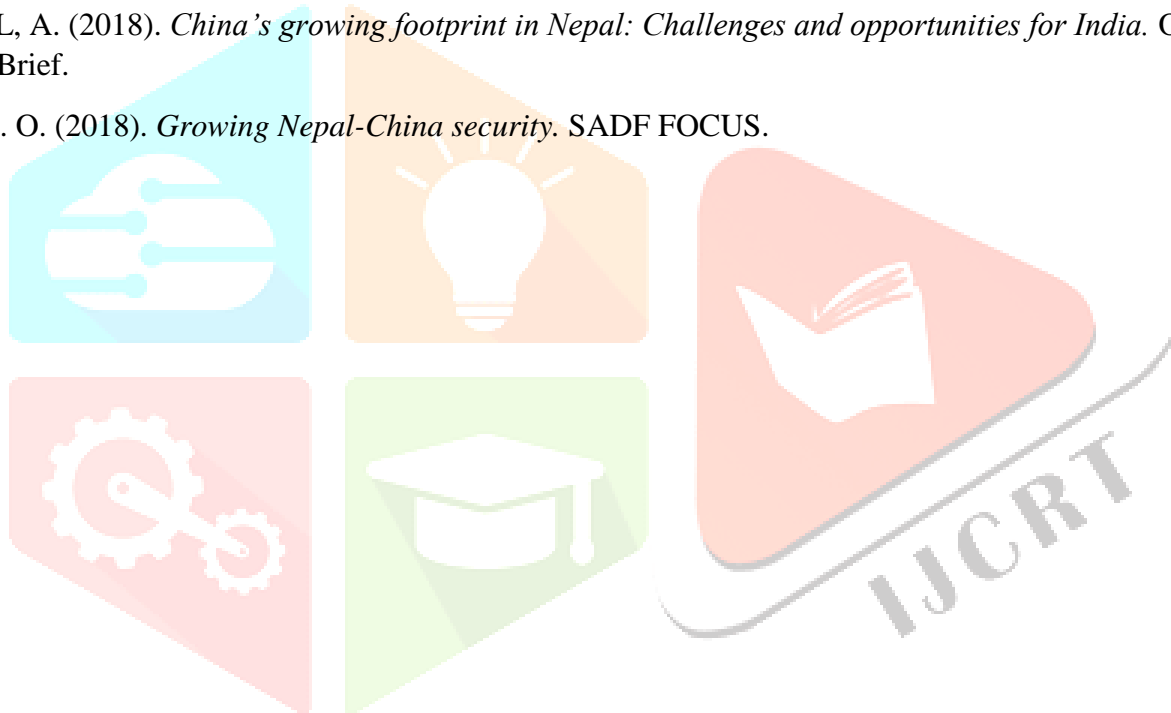 L, A. (2018). China’s growing footprint in Nepal: Challenges and opportunities for India.
Brief.
. O. (2018). Growing Nepal-China security. SADF FOCUS.
IJCRT